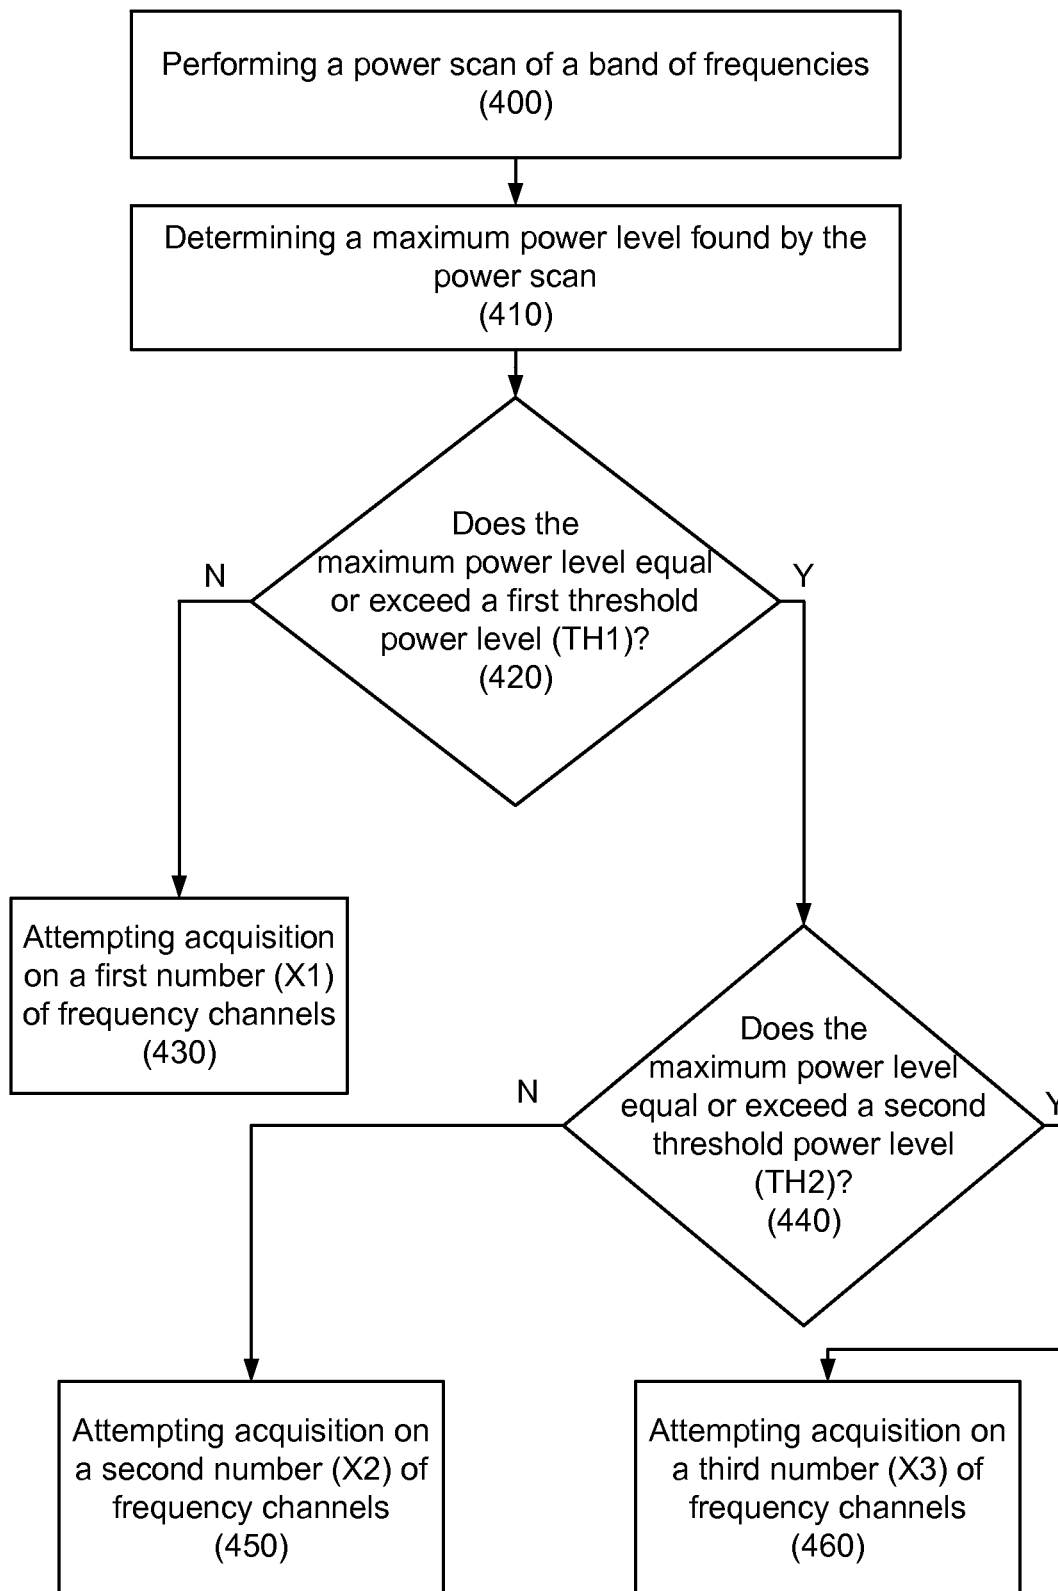 Performing a power scan of a band of frequencies
(400)
Determining a maximum power level found by the
power scan
(410)
Does the
maximum power level equal
or exceed a first threshold
power level (TH1)?
(420)
N
Y
Attempting acquisition
on a first number (X1)
of frequency channels
(430)
Does the
maximum power level
equal or exceed a second
threshold power level
(TH2)?
(440)
N
Y
Attempting acquisition on
a second number (X2) of
frequency channels
(450)
Attempting acquisition on
a third number (X3) of
frequency channels
(460)